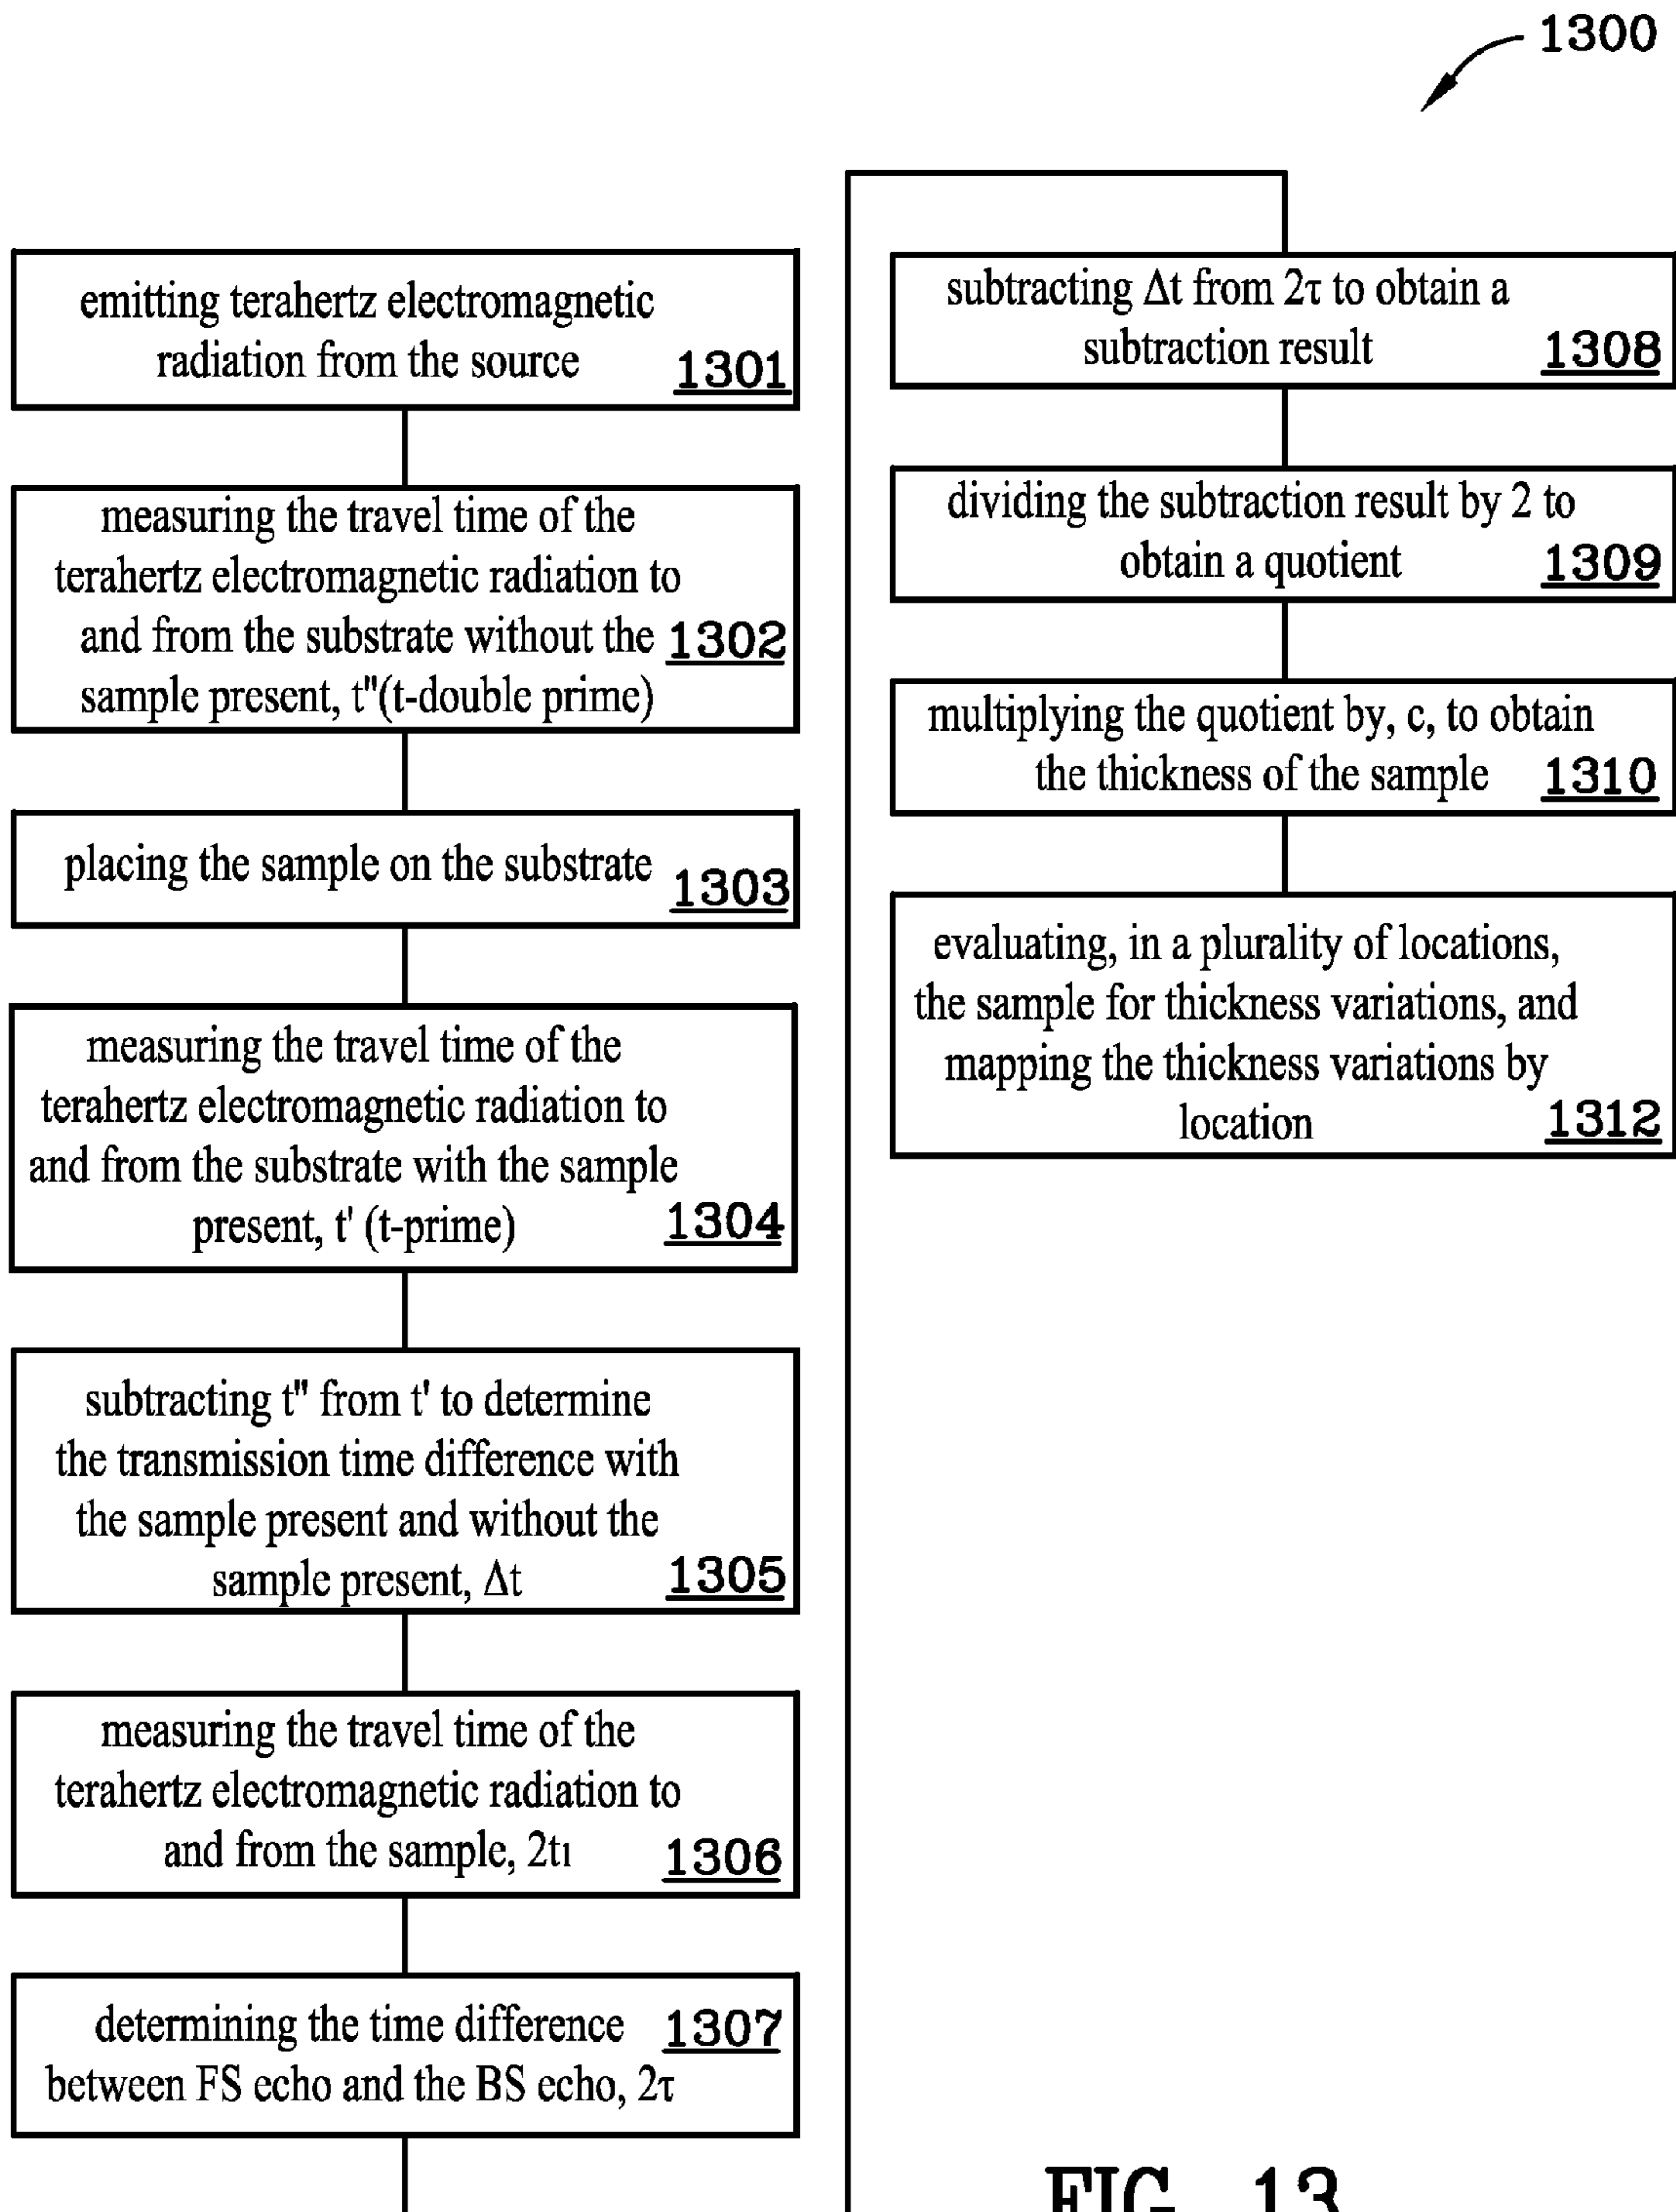 1300
emitting terahertz electromagnetic
radiation from the source 1301
measuring the travel time of the
terahertz electromagnetic radiation to
and from the substrate without the 1302
sample present, t"(t-double prime)
placing the sample on the substrate 1303
measuring the travel time of the
terahertz electromagnetic radiation to
and from the substrate with the sample
present, t' (t-prime) 1304
subtracting t" from t' to determine
the transmission time difference with
the sample present and without the
sample present, Δt 1305
measuring the travel time of the
terahertz electromagnetic radiation to
and from the sample, 2t₁ 1306
determining the time difference 1307
between FS echo and the BS echo, 2τ
subtracting Δt from 2τ to obtain a
subtraction result 1308
dividing the subtraction result by 2 to
obtain a quotient 1309
multiplying the quotient by, c, to obtain
the thickness of the sample 1310
evaluating, in a plurality of locations,
the sample for thickness variations, and
mapping the thickness variations by
location 1312
FIG. 13